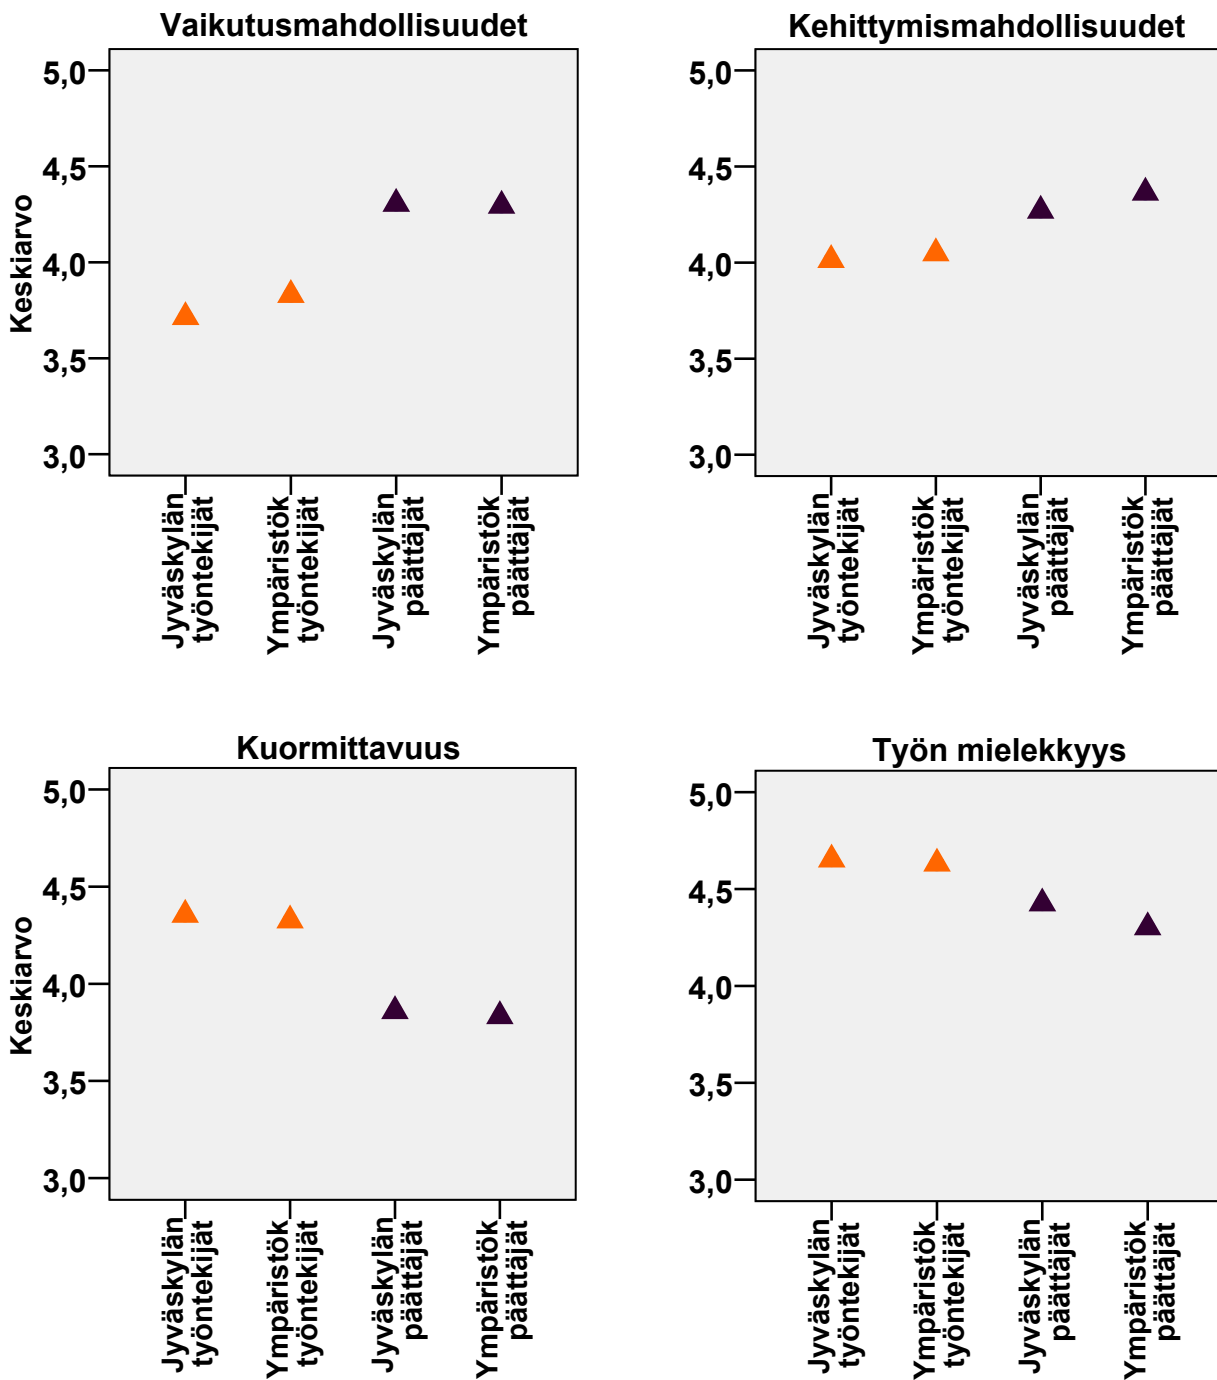 Vaikutusmahdollisuudet
Keskiarvo
5,0
4,5
4,0
3,5
3,0
Jyväskylän
työntekijät
Ympäristök
työntekijät
Jyväskylän
päättäjät
Ympäristök
päättäjät
Kehittymismahdollisuudet
5,0
4,5
4,0
3,5
3,0
Jyväskylän
työntekijät
Ympäristök
työntekijät
Jyväskylän
päättäjät
Ympäristök
päättäjät
Kuormittavuus
Keskiarvo
5,0
4,5
4,0
3,5
3,0
Jyväskylän
työntekijät
Ympäristök
työntekijät
Jyväskylän
päättäjät
Ympäristök
päättäjät
Työn mielekkyys
5,0
4,5
4,0
3,5
3,0
Jyväskylän
työntekijät
Ympäristök
työntekijät
Jyväskylän
päättäjät
Ympäristök
päättäjät